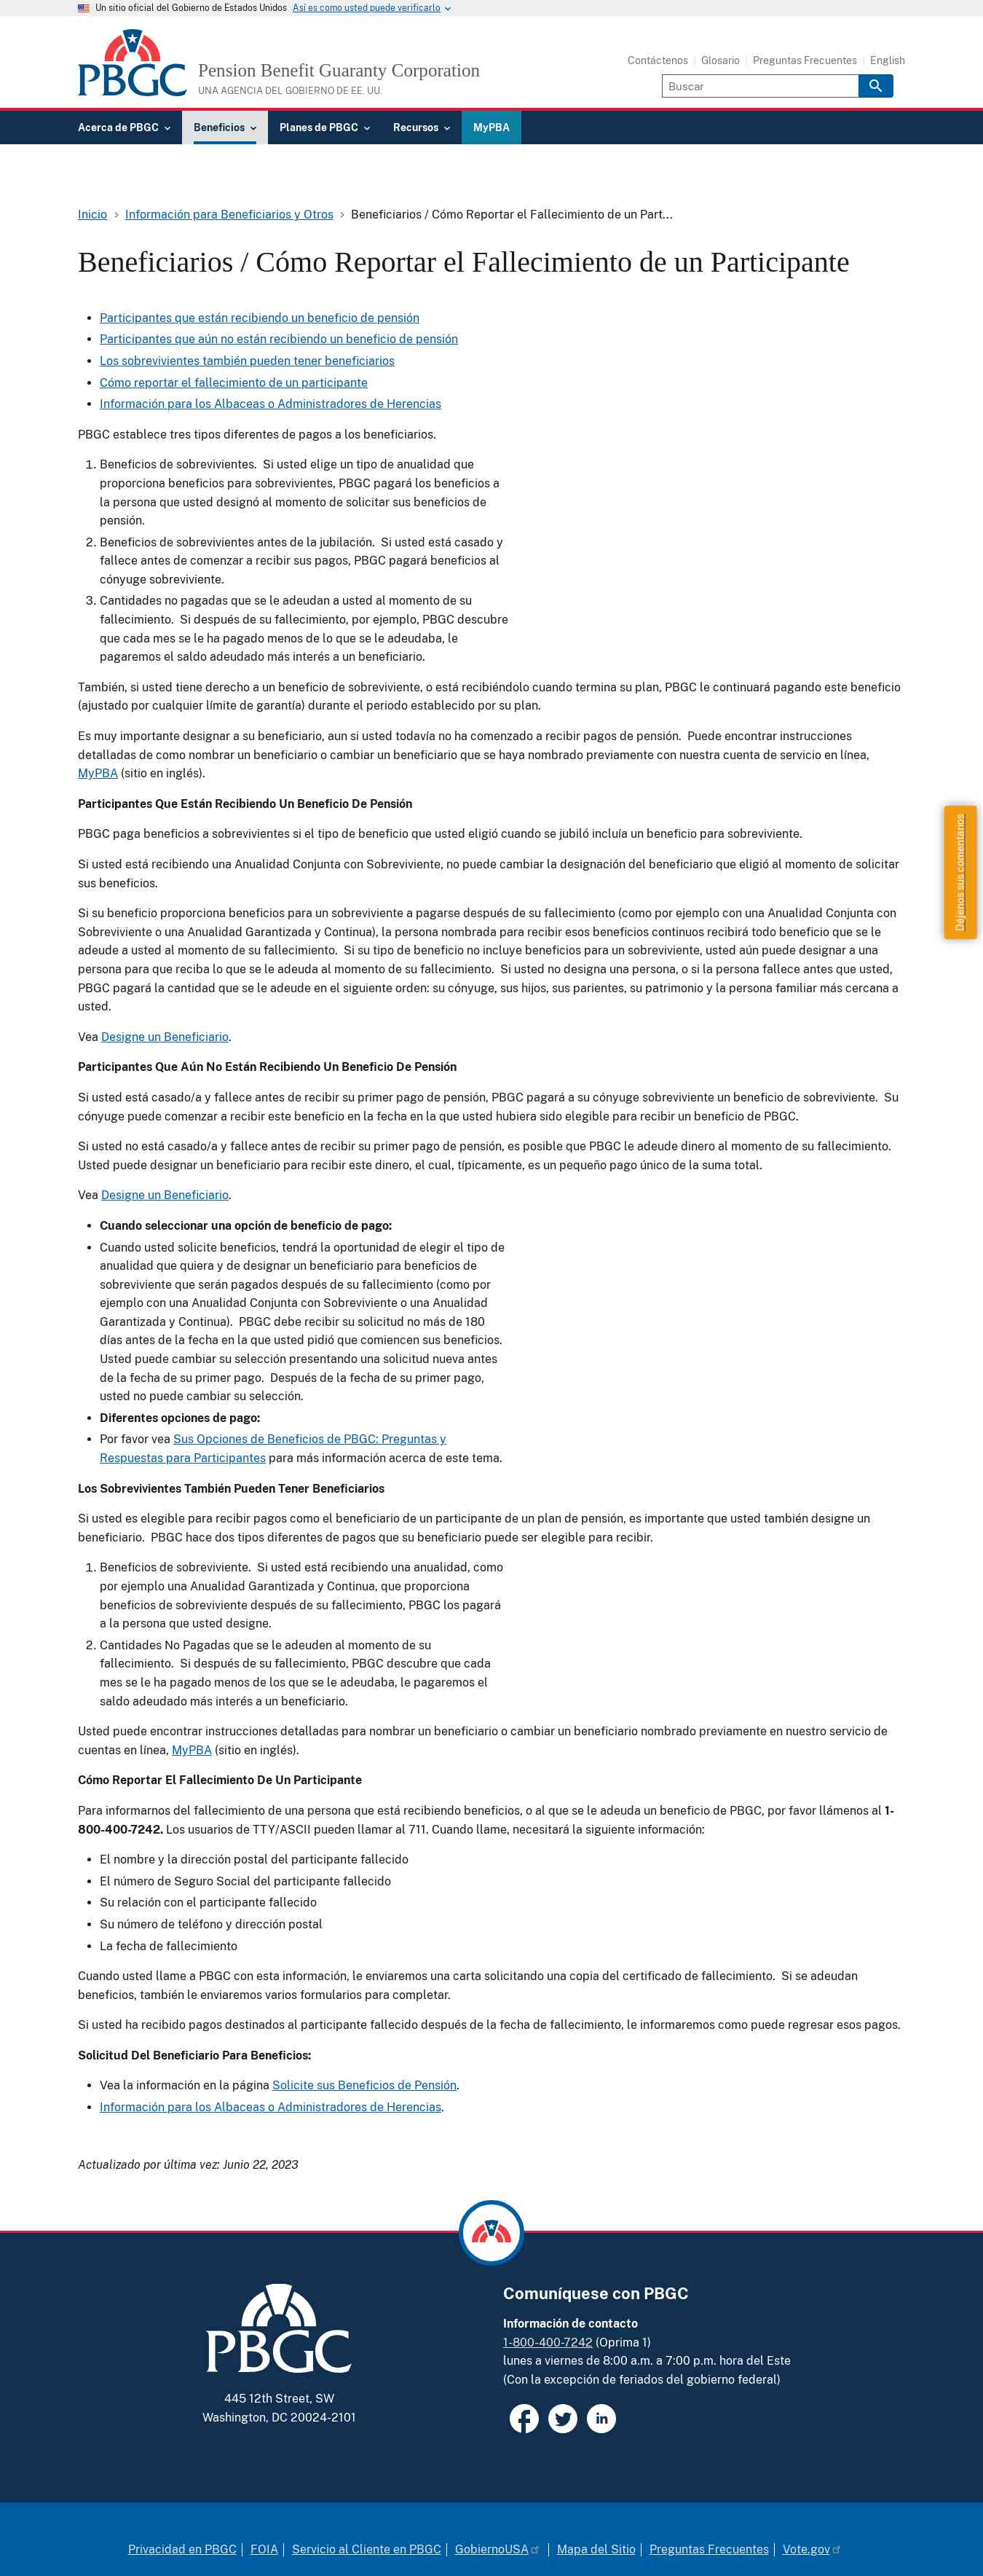 Un sitio oficial del Gobierno de Estados Unidos Así es como usted puede verificarlo
PBGC
Pension Benefit Guaranty Corporation
UNA AGENCIA DEL GOBIERNO DE EE. UU.
Contáctenos
Glosario
Preguntas Frecuentes
English
Buscar
Acerca de PBGC
Beneficios
Planes de PBGC
Recursos
MyPBA
Inicio > Información para Beneficiarios y Otros > Beneficiarios / Cómo Reportar el Fallecimiento de un Part...
Beneficiarios / Cómo Reportar el Fallecimiento de un Participante
• Participantes que están recibiendo un beneficio de pensión
• Participantes que aún no están recibiendo un beneficio de pensión
• Los sobrevivientes también pueden tener beneficiarios
• Cómo reportar el fallecimiento de un participante
• Información para los Albaceas o Administradores de Herencias
PBGC establece tres tipos diferentes de pagos a los beneficiarios.
1. Beneficios de sobrevivientes. Si usted elige un tipo de anualidad que
proporciona beneficios para sobrevivientes, PBGC pagará los beneficios a
la persona que usted designó al momento de solicitar sus beneficios de
pensión.
2. Beneficios de sobrevivientes antes de la jubilación. Si usted está casado y
fallece antes de comenzar a recibir sus pagos, PBGC pagará beneficios al
cónyuge sobreviviente.
3. Cantidades no pagadas que se le adeudan a usted al momento de su
fallecimiento. Si después de su fallecimiento, por ejemplo, PBGC descubre
que cada mes se le ha pagado menos de lo que se le adeudaba, le
pagaremos el saldo adeudado más interés a un beneficiario.
También, si usted tiene derecho a un beneficio de sobreviviente, o está recibiéndolo cuando termina su plan, PBGC le continuará pagando este beneficio
(ajustado por cualquier límite de garantía) durante el periodo establecido por su plan.
Es muy importante designar a su beneficiario, aun si usted todavía no ha comenzado a recibir pagos de pensión. Puede encontrar instrucciones
detalladas de como nombrar un beneficiario o cambiar un beneficiario que se haya nombrado previamente con nuestra cuenta de servicio en línea,
MyPBA (sitio en inglés).
Participantes Que Están Recibiendo Un Beneficio De Pensión
PBGC paga beneficios a sobrevivientes si el tipo de beneficio que usted eligió cuando se jubiló incluía un beneficio para sobreviviente.
Si usted está recibiendo una Anualidad Conjunta con Sobreviviente, no puede cambiar la designación del beneficiario que eligió al momento de solicitar
sus beneficios.
Si su beneficio proporciona beneficios para un sobreviviente a pagarse después de su fallecimiento (como por ejemplo con una Anualidad Conjunta con
Sobreviviente o una Anualidad Garantizada y Continua), la persona nombrada para recibir esos beneficios continuos recibirá todo beneficio que se le
adeude a usted al momento de su fallecimiento. Si su tipo de beneficio no incluye beneficios para un sobreviviente, usted aún puede designar a una
persona para que reciba lo que se le adeuda al momento de su fallecimiento. Si usted no designa una persona, o si la persona fallece antes que usted,
PBGC pagará la cantidad que se le adeude en el siguiente orden: su cónyuge, sus hijos, sus parientes, su patrimonio y la persona familiar más cercana a
usted.
Vea Designe un Beneficiario.
Participantes Que Aún No Están Recibiendo Un Beneficio De Pensión
Si usted está casado/a y fallece antes de recibir su primer pago de pensión, PBGC pagará a su cónyuge sobreviviente un beneficio de sobreviviente. Su
cónyuge puede comenzar a recibir este beneficio en la fecha en la que usted hubiera sido elegible para recibir un beneficio de PBGC.
Si usted no está casado/a y fallece antes de recibir su primer pago de pensión, es posible que PBGC le adeude dinero al momento de su fallecimiento.
Usted puede designar un beneficiario para recibir este dinero, el cual, típicamente, es un pequeño pago único de la suma total.
Vea Designe un Beneficiario.
• Cuando seleccionar una opción de beneficio de pago:
• Cuando usted solicite beneficios, tendrá la oportunidad de elegir el tipo de
anualidad que quiera y de designar un beneficiario para beneficios de
sobreviviente que serán pagados después de su fallecimiento (como por
ejemplo con una Anualidad Conjunta con Sobreviviente o una Anualidad
Garantizada y Continua). PBGC debe recibir su solicitud no más de 180
días antes de la fecha en la que usted pidió que comiencen sus beneficios.
Usted puede cambiar su selección presentando una solicitud nueva antes
de la fecha de su primer pago. Después de la fecha de su primer pago,
usted no puede cambiar su selección.
• Diferentes opciones de pago:
• Por favor vea Sus Opciones de Beneficios de PBGC: Preguntas y
Respuestas para Participantes para más información acerca de este tema.
Los Sobrevivientes También Pueden Tener Beneficiarios
Si usted es elegible para recibir pagos como el beneficiario de un participante de un plan de pensión, es importante que usted también designe un
beneficiario. PBGC hace dos tipos diferentes de pagos que su beneficiario puede ser elegible para recibir.
1. Beneficios de sobreviviente. Si usted está recibiendo una anualidad, como
por ejemplo una Anualidad Garantizada y Continua, que proporciona
beneficios de sobreviviente después de su fallecimiento, PBGC los pagará
a la persona que usted designe.
2. Cantidades No Pagadas que se le adeuden al momento de su
fallecimiento. Si después de su fallecimiento, PBGC descubre que cada
mes se le ha pagado menos de los que se le adeudaba, le pagaremos el
saldo adeudado más interés a un beneficiario.
Usted puede encontrar instrucciones detalladas para nombrar un beneficiario o cambiar un beneficiario nombrado previamente en nuestro servicio de
cuentas en línea, MyPBA (sitio en inglés).
Cómo Reportar El Fallecimiento De Un Participante
Para informarnos del fallecimiento de una persona que está recibiendo beneficios, o al que se le adeuda un beneficio de PBGC, por favor llámenos al 1-
800-400-7242. Los usuarios de TTY/ASCII pueden llamar al 711. Cuando llame, necesitará la siguiente información:
• El nombre y la dirección postal del participante fallecido
• El número de Seguro Social del participante fallecido
• Su relación con el participante fallecido
• Su número de teléfono y dirección postal
• La fecha de fallecimiento
Cuando usted llame a PBGC con esta información, le enviaremos una carta solicitando una copia del certificado de fallecimiento. Si se adeudan
beneficios, también le enviaremos varios formularios para completar.
Si usted ha recibido pagos destinados al participante fallecido después de la fecha de fallecimiento, le informaremos como puede regresar esos pagos.
Solicitud Del Beneficiario Para Beneficios:
• Vea la información en la página Solicite sus Beneficios de Pensión.
• Información para los Albaceas o Administradores de Herencias.
Actualizado por última vez: Junio 22, 2023
Déjenos sus comentarios
PBGC
445 12th Street, SW
Washington, DC 20024-2101
Comuníquese con PBGC
Información de contacto
1-800-400-7242 (Oprima 1)
lunes a viernes de 8:00 a.m. a 7:00 p.m. hora del Este
(Con la excepción de feriados del gobierno federal)
Privacidad en PBGC | FOIA | Servicio al Cliente en PBGC | GobiernoUSA | Mapa del Sitio | Preguntas Frecuentes | Vote.gov